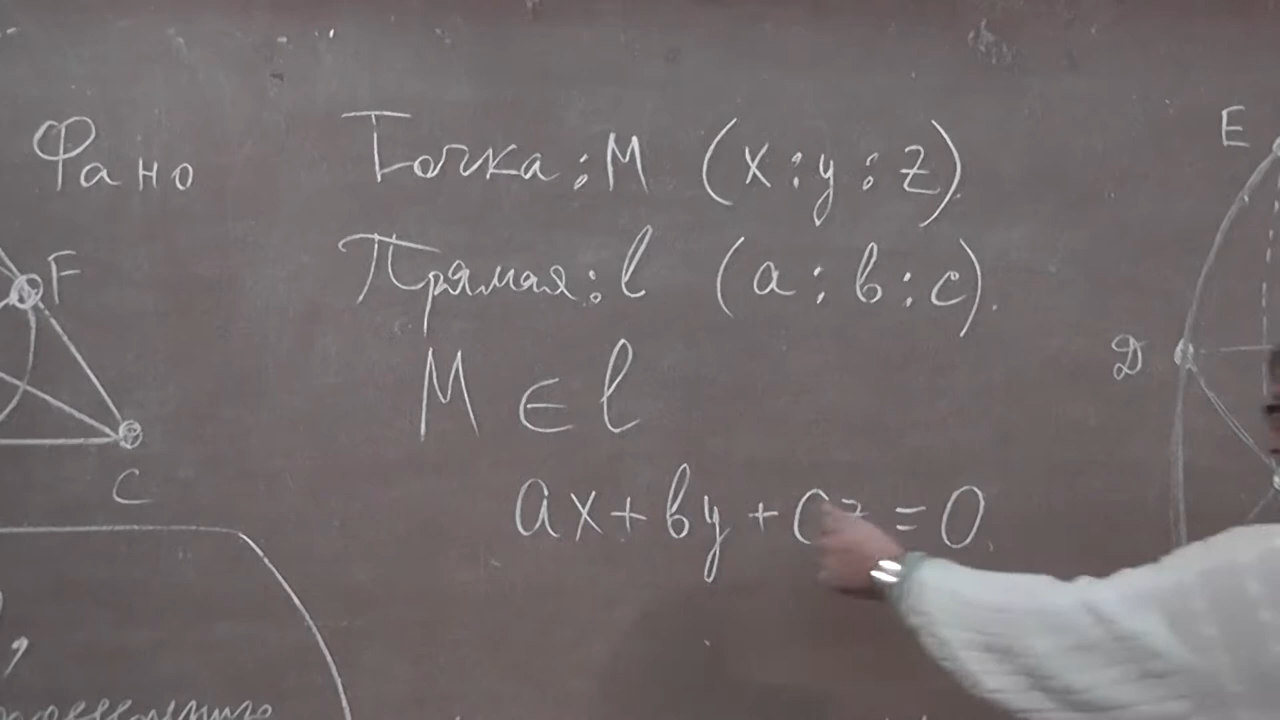 Фано
Точка: M (x:y:z)
Прямая: l (a:b:c).
M ∈ l
ax+by+cz=0
F
C
E
D